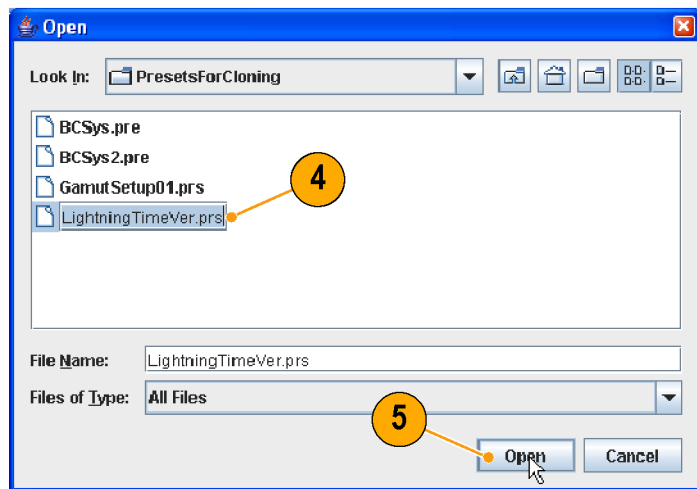 Open
Look In: PresetsForCloning
BCSys.pre
BCSys2.pre
GamutSetup01.prs
4
LightningTimeVer.prs
File Name: LightningTimeVer.prs
Files of Type: All Files
5
Open Cancel